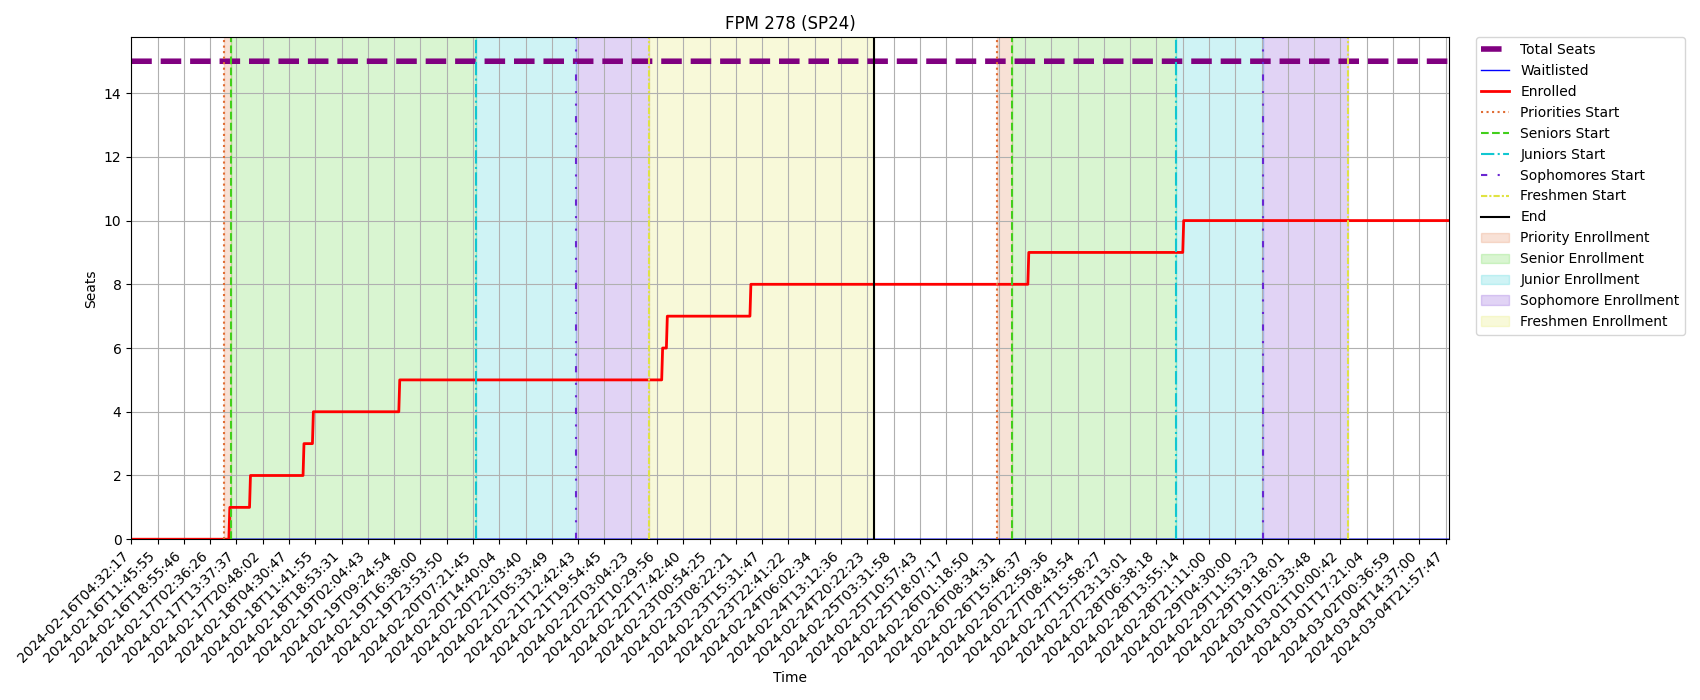 FPM 278 (SP24)
Seats
14
12
10
8
6
4
2
0
2024-02-16T04:32:17
2024-02-16T11:45:55
2024-02-16T18:55:46
2024-02-17T02:36:26
2024-02-17T13:37:37
2024-02-17T20:48:02
2024-02-18T04:30:47
2024-02-18T11:41:55
2024-02-18T18:53:31
2024-02-19T02:04:43
2024-02-19T09:24:54
2024-02-19T16:38:00
2024-02-19T23:53:50
2024-02-20T07:21:45
2024-02-20T14:40:04
2024-02-20T22:03:40
2024-02-21T05:33:49
2024-02-21T12:42:43
2024-02-21T19:54:45
2024-02-22T03:04:23
2024-02-22T10:29:56
2024-02-22T17:42:40
2024-02-23T00:54:25
2024-02-23T08:22:21
2024-02-23T15:31:47
2024-02-23T22:41:22
2024-02-24T06:02:34
2024-02-24T13:12:36
2024-02-24T20:22:23
2024-02-25T03:31:58
2024-02-25T10:57:43
2024-02-25T18:07:17
2024-02-26T01:18:50
2024-02-26T08:34:31
2024-02-26T15:46:37
2024-02-26T22:59:36
2024-02-27T08:43:54
2024-02-27T15:58:27
2024-02-27T23:13:01
2024-02-28T06:38:18
2024-02-28T13:55:14
2024-02-28T21:11:00
2024-02-29T04:30:00
2024-02-29T11:53:23
2024-02-29T19:18:01
2024-03-01T02:33:48
2024-03-01T10:00:42
2024-03-01T17:21:04
2024-03-02T00:36:59
2024-03-04T14:37:00
2024-03-04T21:57:47
Time
Total Seats
Waitlisted
Enrolled
Priorities Start
Seniors Start
Juniors Start
Sophomores Start
Freshmen Start
End
Priority Enrollment
Senior Enrollment
Junior Enrollment
Sophomore Enrollment
Freshmen Enrollment